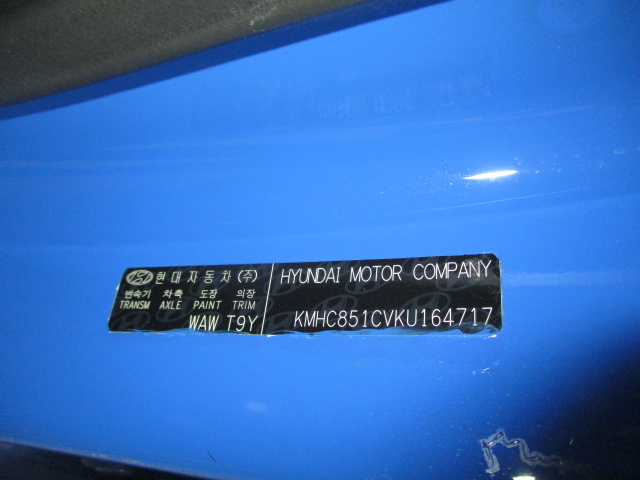 현대자동차(주)
변속기 차축 도장 의장
TRANSM AXLE PAINT TRIM
WAW T9Y
HYUNDAI MOTOR COMPANY
KMHC851CVKU164717